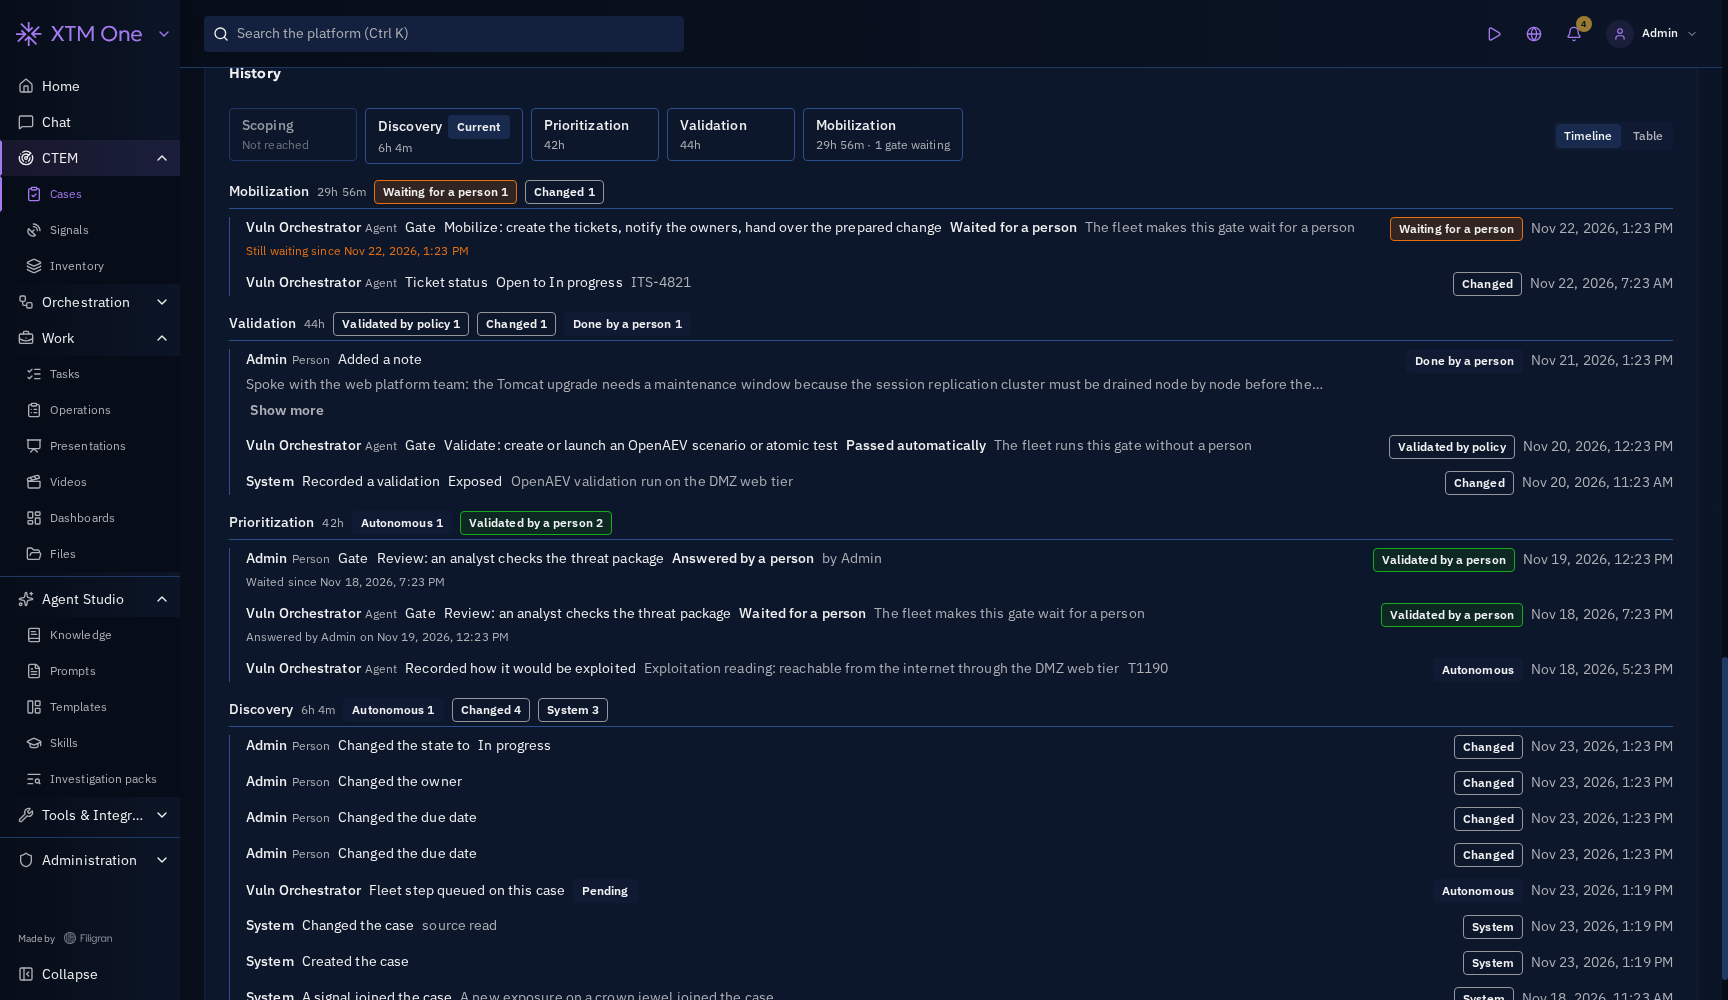 XTM One
Search the platform (Ctrl K)
4
Admin
Home
Chat
CTEM
Cases
Signals
Inventory
Orchestration
Work
Tasks
Operations
Presentations
Videos
Dashboards
Files
Agent Studio
Knowledge
Prompts
Templates
Skills
Investigation packs
Tools & Integr...
Administration
Made by Filigran
Collapse
History
Scoping
Not reached
Discovery Current
6h 4m
Prioritization
42h
Validation
44h
Mobilization
29h 56m · 1 gate waiting
Timeline Table
Mobilization 29h 56m Waiting for a person 1 Changed 1
Vuln Orchestrator Agent Gate Mobilize: create the tickets, notify the owners, hand over the prepared change Waited for a person The fleet makes this gate wait for a person Waiting for a person Nov 22, 2026, 1:23 PM
Still waiting since Nov 22, 2026, 1:23 PM
Vuln Orchestrator Agent Ticket status Open to In progress ITS-4821 Changed Nov 22, 2026, 7:23 AM
Validation 44h Validated by policy 1 Changed 1 Done by a person 1
Admin Person Added a note Done by a person Nov 21, 2026, 1:23 PM
Spoke with the web platform team: the Tomcat upgrade needs a maintenance window because the session replication cluster must be drained node by node before the...
Show more
Vuln Orchestrator Agent Gate Validate: create or launch an OpenAEV scenario or atomic test Passed automatically The fleet runs this gate without a person Validated by policy Nov 20, 2026, 12:23 PM
System Recorded a validation Exposed OpenAEV validation run on the DMZ web tier Changed Nov 20, 2026, 11:23 AM
Prioritization 42h Autonomous 1 Validated by a person 2
Admin Person Gate Review: an analyst checks the threat package Answered by a person by Admin Validated by a person Nov 19, 2026, 12:23 PM
Waited since Nov 18, 2026, 7:23 PM
Vuln Orchestrator Agent Gate Review: an analyst checks the threat package Waited for a person The fleet makes this gate wait for a person Validated by a person Nov 18, 2026, 7:23 PM
Answered by Admin on Nov 19, 2026, 12:23 PM
Vuln Orchestrator Agent Recorded how it would be exploited Exploitation reading: reachable from the internet through the DMZ web tier T1190 Autonomous Nov 18, 2026, 5:23 PM
Discovery 6h 4m Autonomous 1 Changed 4 System 3
Admin Person Changed the state to In progress Changed Nov 23, 2026, 1:23 PM
Admin Person Changed the owner Changed Nov 23, 2026, 1:23 PM
Admin Person Changed the due date Changed Nov 23, 2026, 1:23 PM
Admin Person Changed the due date Changed Nov 23, 2026, 1:23 PM
Vuln Orchestrator Fleet step queued on this case Pending Autonomous Nov 23, 2026, 1:19 PM
System Changed the case source read System Nov 23, 2026, 1:19 PM
System Created the case System Nov 23, 2026, 1:19 PM
System A signal joined the case A new exposure on a crown jewel joined the case System Nov 18, 2026, 11:23 AM